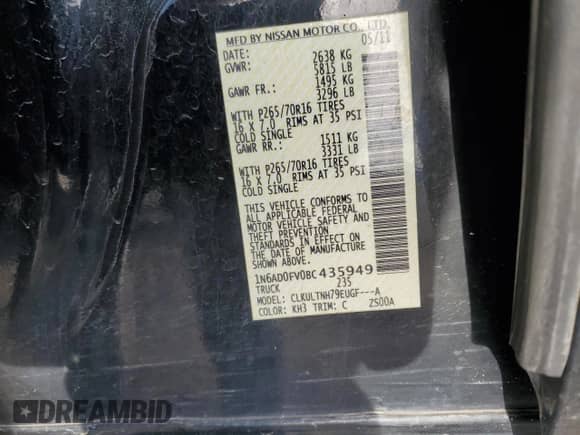 MFD BY NISSAN MOTOR CO., LTD.
DATE: 05/11
GVWR: 2638 KG
5815 LB
GAWR FR.: 1495 KG
3296 LB
WITH P265/70R16 TIRES
16 X 7.0 RIMS AT 35 PSI
COLD SINGLE
GAWR RR.: 1511 KG
3331 LB
WITH P265/70R16 TIRES
16 X 7.0 RIMS AT 35 PSI
COLD SINGLE
THIS VEHICLE CONFORMS TO
ALL APPLICABLE FEDERAL
MOTOR VEHICLE SAFETY AND
THEFT PREVENTION
STANDARDS IN EFFECT ON
THE DATE OF MANUFACTURE
SHOWN ABOVE.
1N6AD0FV0BC435949
TRUCK 235
MODEL: CLKULTNH79EUGF---A
COLOR: KH3 TRIM: C ZS00A
DREAMBID